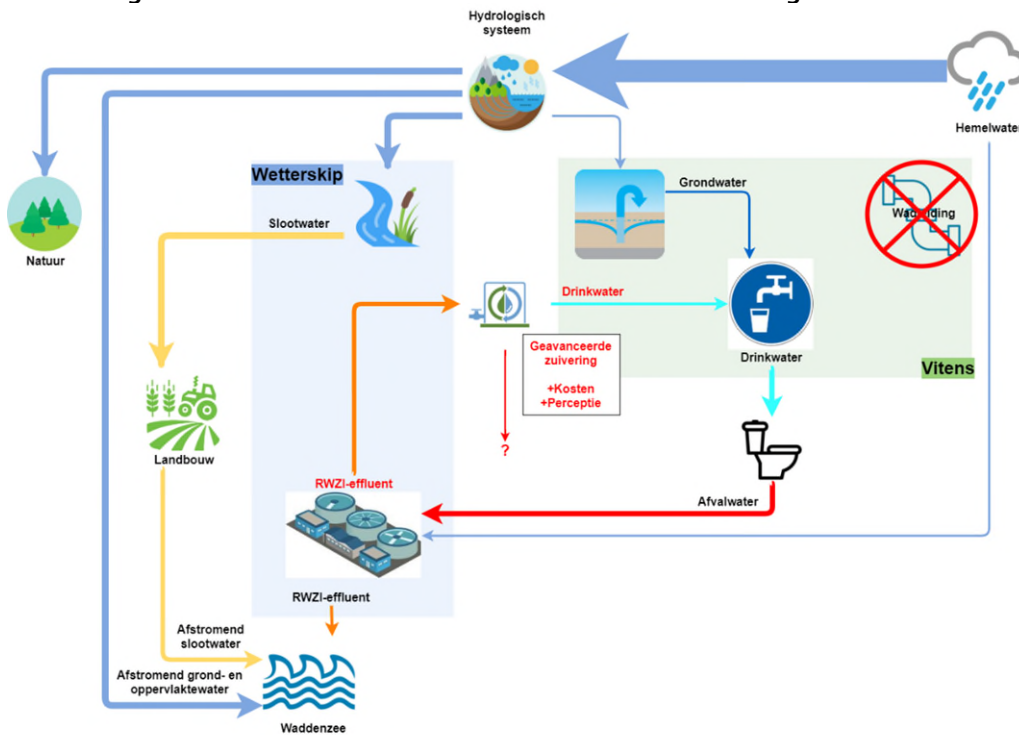 Hydrologisch
systeem
Hemelwater
Wetterskip
Grondwater
Wadleiding
Slootwater
Natuur
Drinkwater
Geavanceerde
zuivering
+Kosten
+Perceptie
Drinkwater
Vitens
?
Landbouw
RWZI-effluent
Afvalwater
RWZI-effluent
Afstromend
slootwater
Afstromend grond- en
oppervlaktewater
Waddenzee